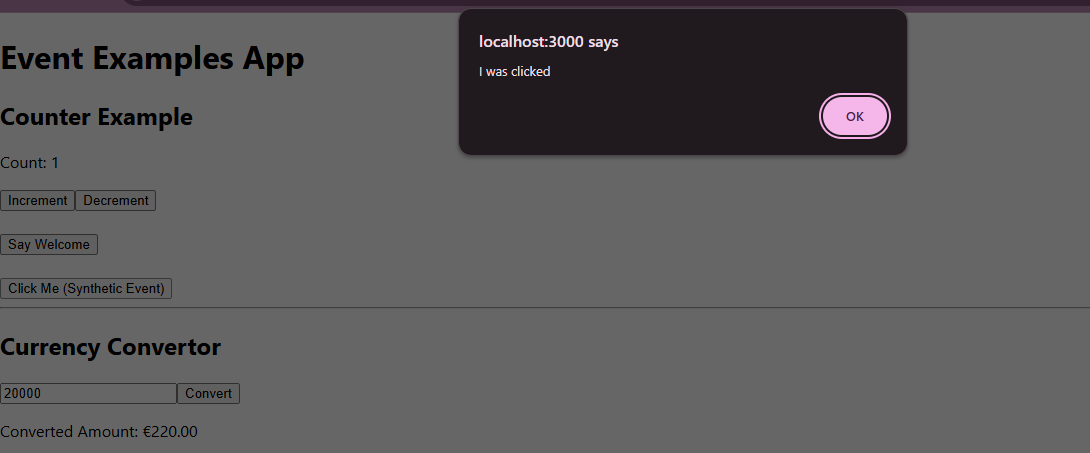 localhost:3000 says
I was clicked
OK
Event Examples App
Counter Example
Count: 1
Increment Decrement
Say Welcome
Click Me (Synthetic Event)
Currency Convertor
20000 Convert
Converted Amount: €220.00